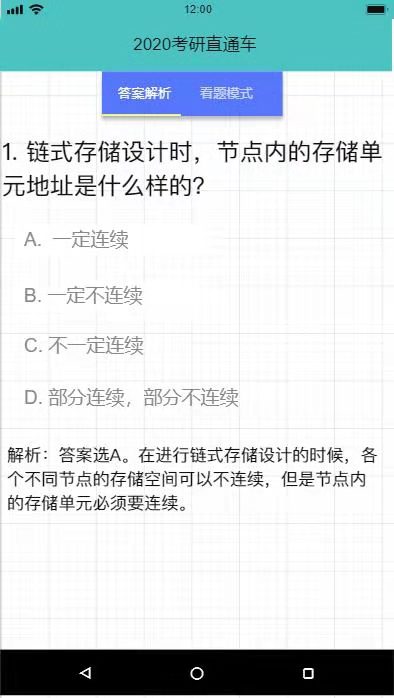 12:00
2020考研直通车
答案解析 看题模式
1. 链式存储设计时，节点内的存储单
元地址是什么样的?
A. 一定连续
B. 一定不连续
C. 不一定连续
D. 部分连续，部分不连续
解析：答案选A。在进行链式存储设计的时候，各
个不同节点的存储空间可以不连续，但是节点内
的存储单元必须要连续。